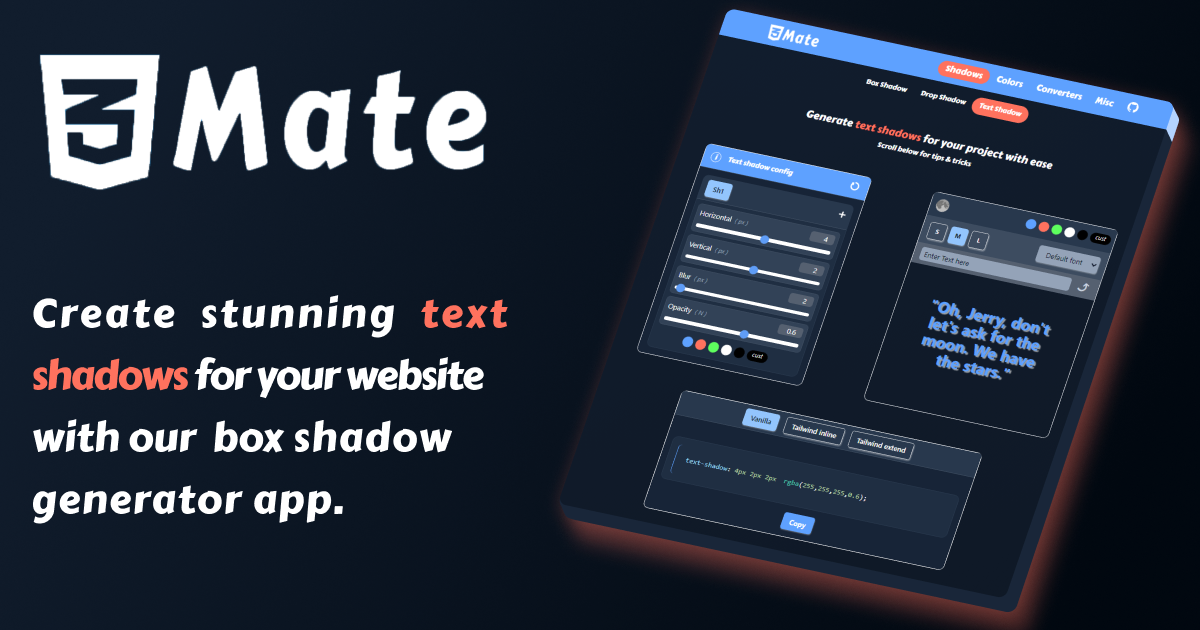 Mate
Create stunning text
shadows for your website
with our box shadow
generator app.
Mate
Shadows Colors Converters Misc
Box Shadow Drop Shadow Text Shadow
Generate text shadows for your project with ease
Scroll below for tips & tricks
Text shadow config
Sh1 +
Horizontal (px) 4
Vertical (px) 2
Blur (px) 2
Opacity (%) 0.6
cust
cust
S M L Default font
Enter Text here
"Oh, Jerry, don't
let's ask for the
moon. We have
the stars."
Vanilla Tailwind inline Tailwind extend
text-shadow: 4px 2px 2px rgba(255,255,255,0.6);
Copy